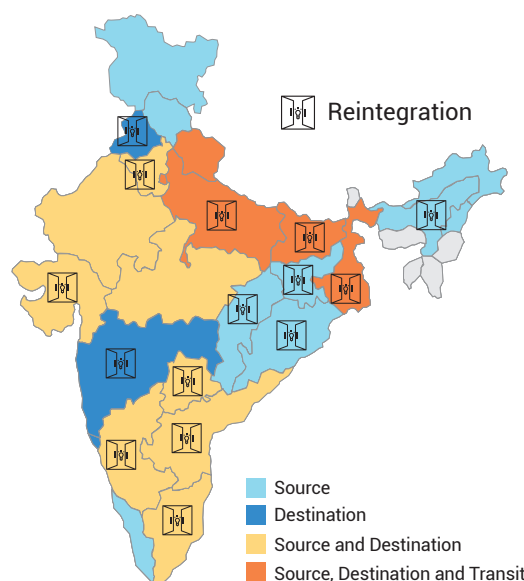 Reintegration
Source
Destination
Source and Destination
Source, Destination and Transit